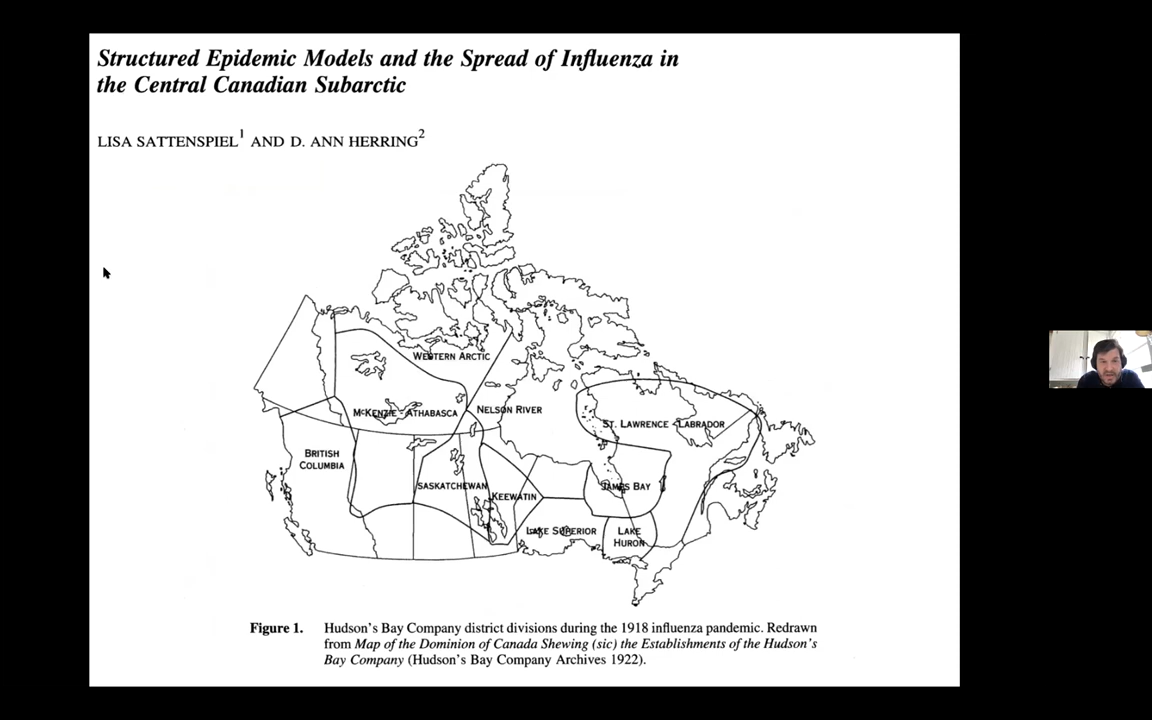 Structured Epidemic Models and the Spread of Influenza in
the Central Canadian Subarctic
LISA SATTENSPIEL1 AND D. ANN HERRING2
WESTERN ARCTIC
McKENZIE - ATHABASCA
NELSON RIVER
ST. LAWRENCE - LABRADOR
BRITISH
COLUMBIA
SASKATCHEWAN
KEEWATIN
JAMES BAY
LAKE SUPERIOR
LAKE
HURON
Figure 1. Hudson's Bay Company district divisions during the 1918 influenza pandemic. Redrawn
from Map of the Dominion of Canada Shewing (sic) the Establishments of the Hudson's
Bay Company (Hudson's Bay Company Archives 1922).